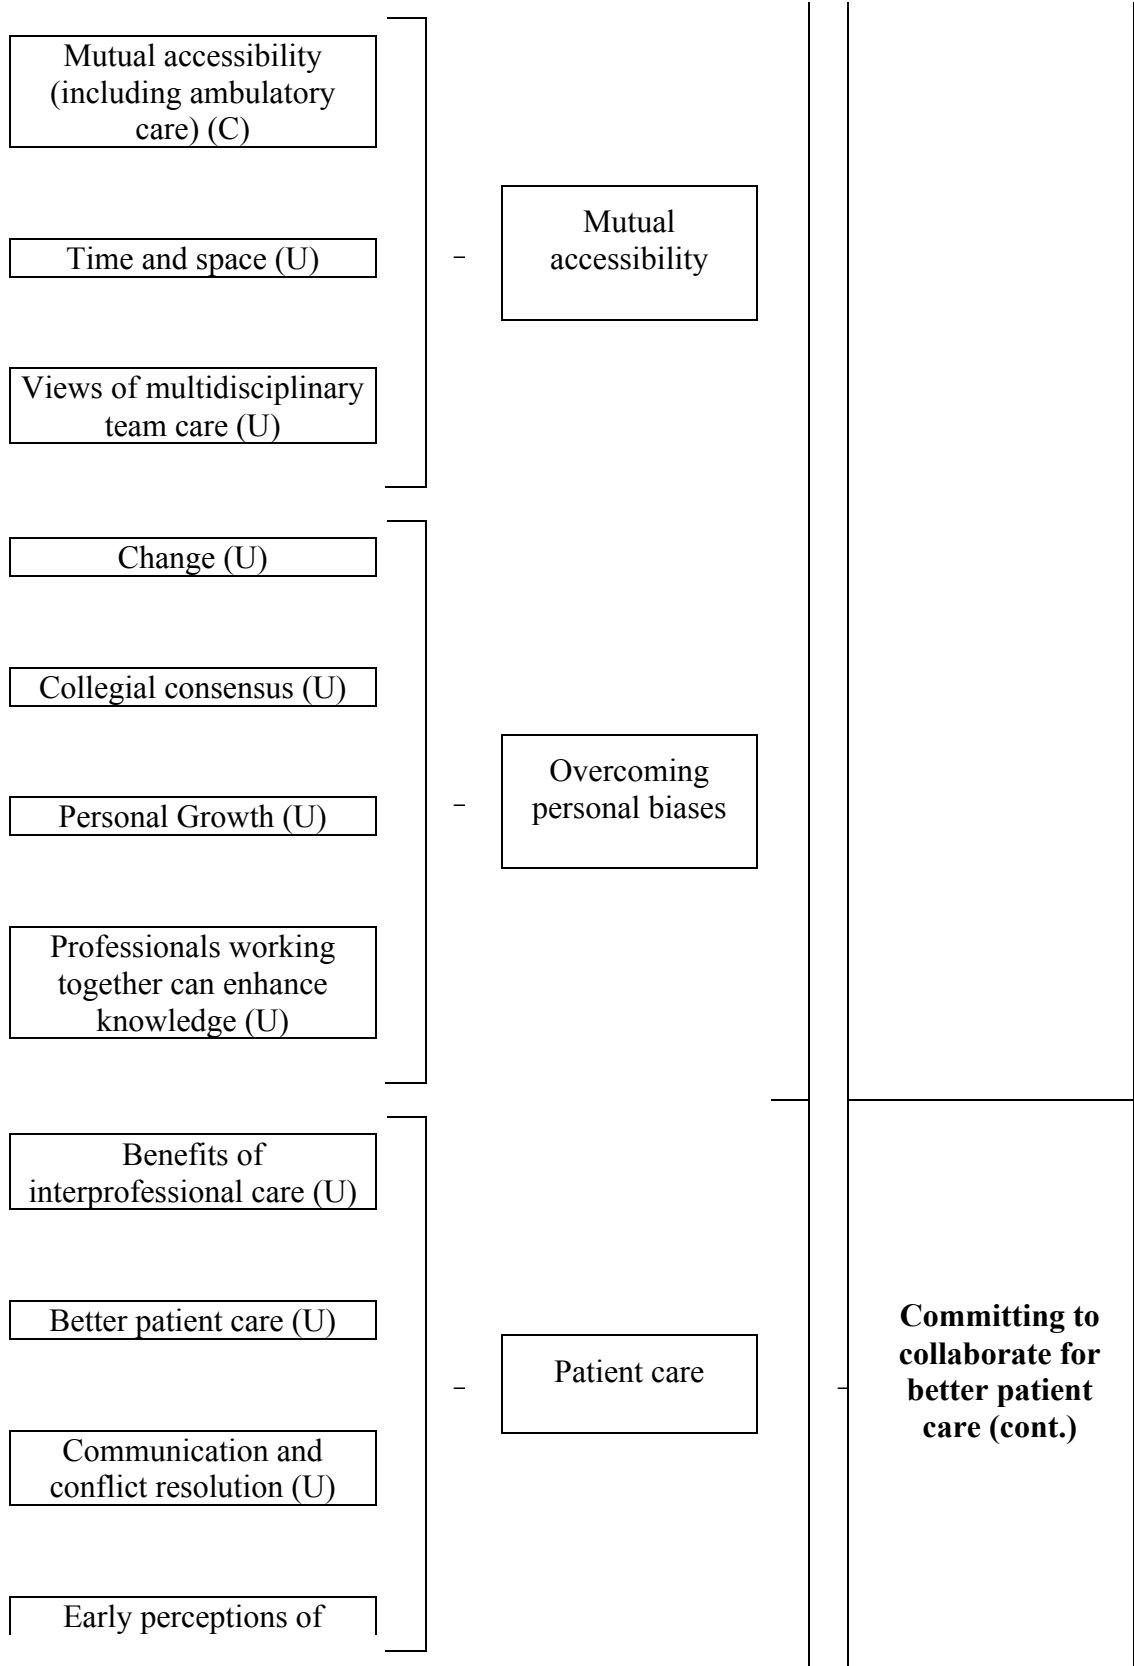 Mutual accessibility
(including ambulatory
care) (C)
Time and space (U)
Mutual
accessibility
Views of multidisciplinary
team care (U)
Change (U)
Collegial consensus (U)
Personal Growth (U)
Overcoming
personal biases
Professionals working
together can enhance
knowledge (U)
Benefits of
interprofessional care (U)
Better patient care (U)
Communication and
conflict resolution (U)
Early perceptions of
Patient care
Committing to
collaborate for
better patient
care (cont.)